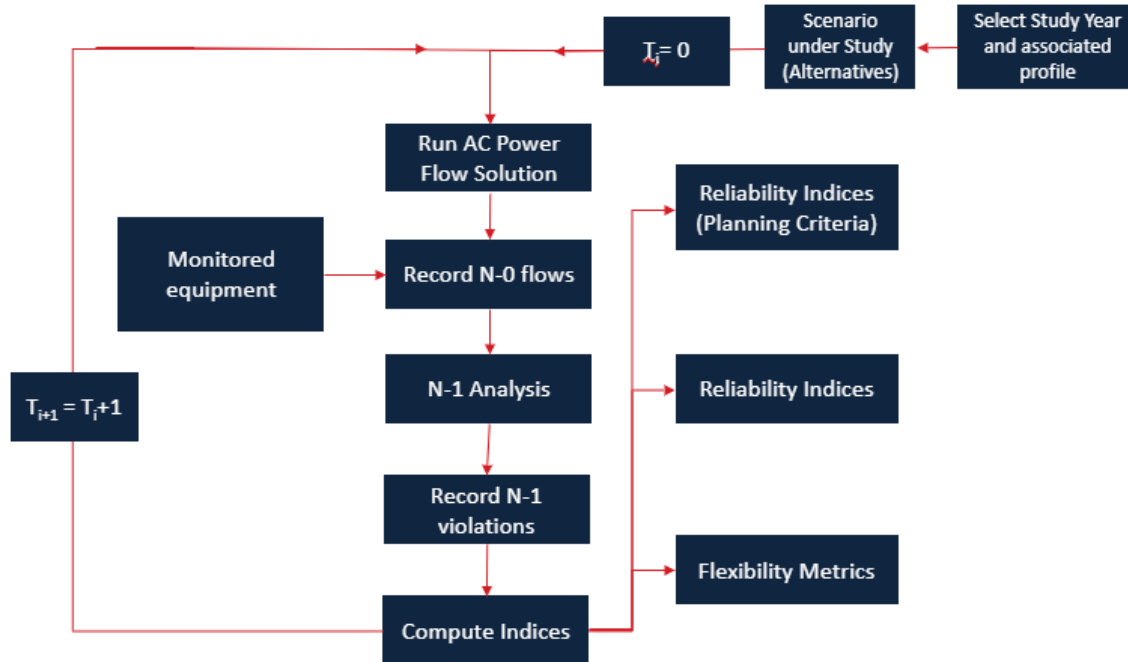 T_i= 0
Scenario
under Study
(Alternatives)
Select Study Year
and associated
profile
Run AC Power
Flow Solution
Reliability Indices
(Planning Criteria)
Monitored
equipment
Record N-0 flows
N-1 Analysis
Reliability Indices
T_{i+1} = T_i+1
Record N-1
violations
Flexibility Metrics
Compute Indices